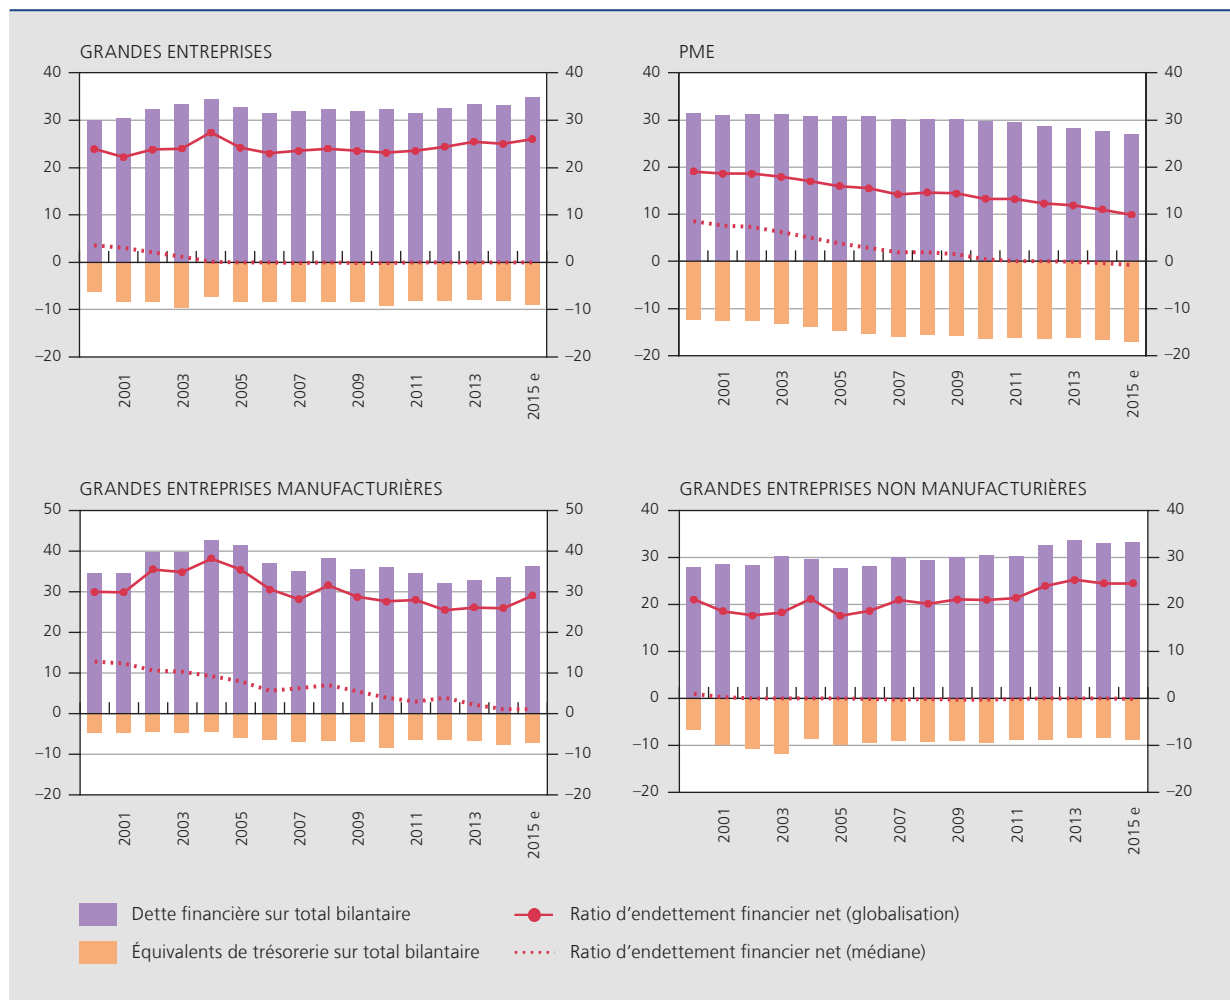 GRANDES ENTREPRISES
40 40
30 30
20 20
10 10
0 0
–10 –10
–20 –20
2001 2003 2005 2007 2009 2011 2013 2015 e
PME
40 40
30 30
20 20
10 10
0 0
–10 –10
–20 –20
2001 2003 2005 2007 2009 2011 2013 2015 e
GRANDES ENTREPRISES MANUFACTURIÈRES
50 50
40 40
30 30
20 20
10 10
0 0
–10 –10
–20 –20
2001 2003 2005 2007 2009 2011 2013 2015 e
GRANDES ENTREPRISES NON MANUFACTURIÈRES
40 40
30 30
20 20
10 10
0 0
–10 –10
–20 –20
2001 2003 2005 2007 2009 2011 2013 2015 e
Dette financière sur total bilantaire
Équivalents de trésorerie sur total bilantaire
Ratio d'endettement financier net (globalisation)
Ratio d'endettement financier net (médiane)